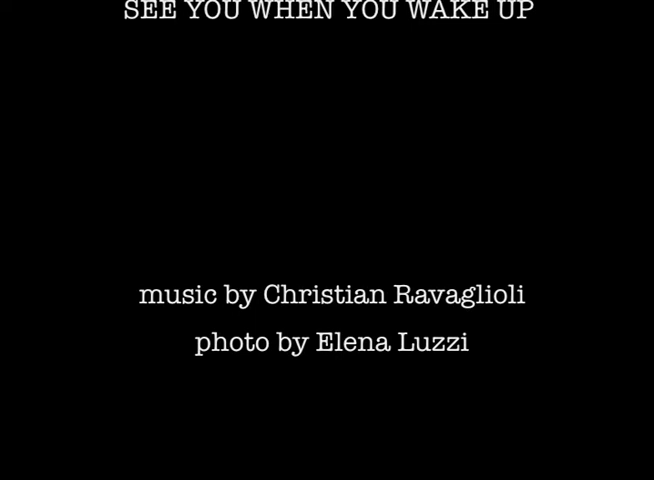 SEE YOU WHEN YOU WAKE UP
music by Christian Ravaglioli
photo by Elena Luzzi